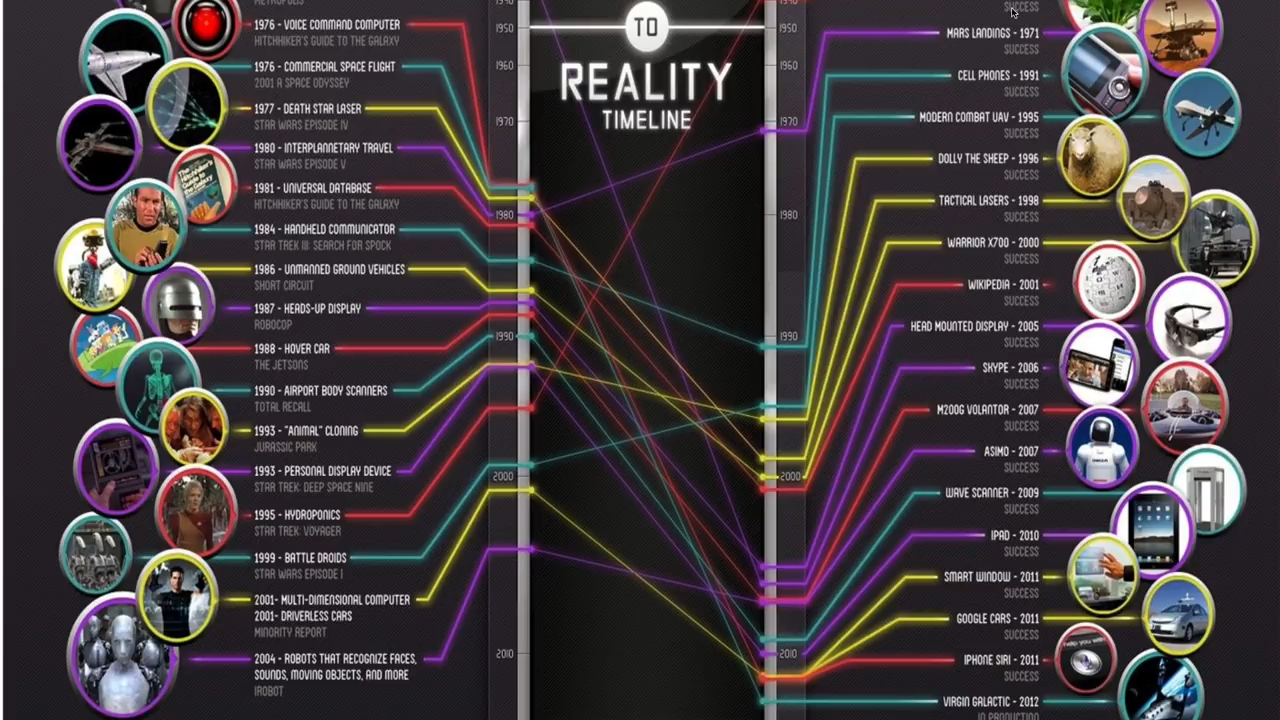 METROPOLIS
1976 - VOICE COMMAND COMPUTER
HITCHHIKER'S GUIDE TO THE GALAXY
1976 - COMMERCIAL SPACE FLIGHT
2001 A SPACE ODYSSEY
1977 - DEATH STAR LASER
STAR WARS EPISODE IV
1980 - INTERPLANNETARY TRAVEL
STAR WARS EPISODE V
1981 - UNIVERSAL DATABASE
HITCHHIKER'S GUIDE TO THE GALAXY
1984 - HANDHELD COMMUNICATOR
STAR TREK III: SEARCH FOR SPOCK
1986 - UNMANNED GROUND VEHICLES
SHORT CIRCUIT
1987 - HEADS-UP DISPLAY
ROBOCOP
1988 - HOVER CAR
THE JETSONS
1990 - AIRPORT BODY SCANNERS
TOTAL RECALL
1993 - "ANIMAL" CLONING
JURASSIC PARK
1993 - PERSONAL DISPLAY DEVICE
STAR TREK: DEEP SPACE NINE
1995 - HYDROPONICS
STAR TREK: VOYAGER
1999 - BATTLE DROIDS
STAR WARS EPISODE I
2001- MULTI-DIMENSIONAL COMPUTER
2001- DRIVERLESS CARS
MINORITY REPORT
2004 - ROBOTS THAT RECOGNIZE FACES,
SOUNDS, MOVING OBJECTS, AND MORE
IROBOT
1940
1950
1960
1970
1980
1990
2000
2010
TO
REALITY
TIMELINE
1940
1950
1960
1970
1980
1990
2000
2010
SUCCESS
MARS LANDINGS - 1971
SUCCESS
CELL PHONES - 1991
SUCCESS
MODERN COMBAT UAV - 1995
SUCCESS
DOLLY THE SHEEP - 1996
SUCCESS
TACTICAL LASERS - 1998
SUCCESS
WARRIOR X700 - 2000
SUCCESS
WIKIPEDIA - 2001
SUCCESS
HEAD MOUNTED DISPLAY - 2005
SUCCESS
SKYPE - 2006
SUCCESS
M200G VOLANTOR - 2007
SUCCESS
ASIMO - 2007
SUCCESS
WAVE SCANNER - 2009
SUCCESS
IPAD - 2010
SUCCESS
SMART WINDOW - 2011
SUCCESS
GOOGLE CARS - 2011
SUCCESS
IPHONE SIRI - 2011
SUCCESS
VIRGIN GALACTIC - 2012
IN PRODUCTION